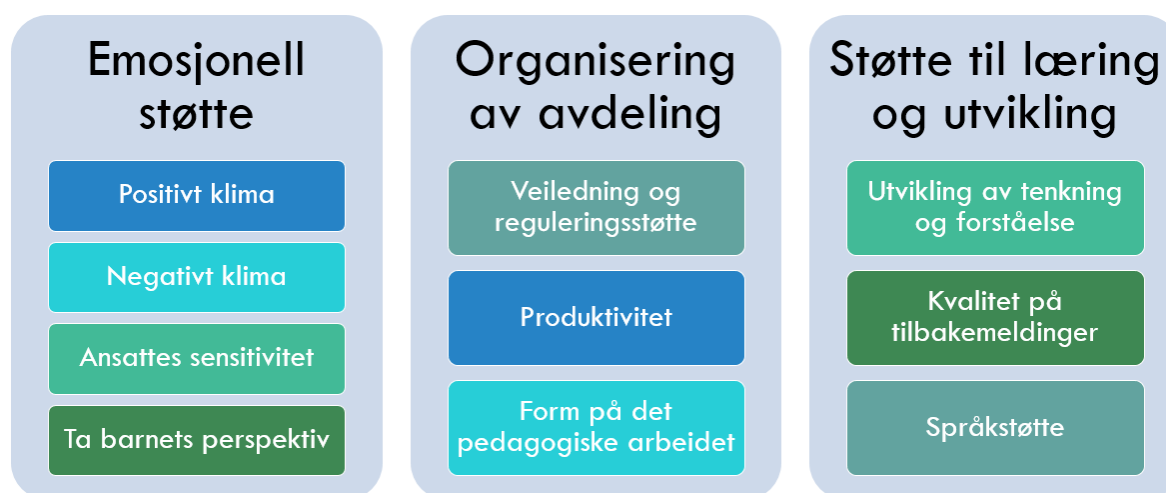 Emosjonell
støtte
Positivt klima
Negativt klima
Ansattes sensitivitet
Ta barnets perspektiv
Organisering
av avdeling
Veiledning og
reguleringsstøtte
Produktivitet
Form på det
pedagogiske arbeidet
Støtte til læring
og utvikling
Utvikling av tenkning
og forståelse
Kvalitet på
tilbakemeldinger
Språkstøtte